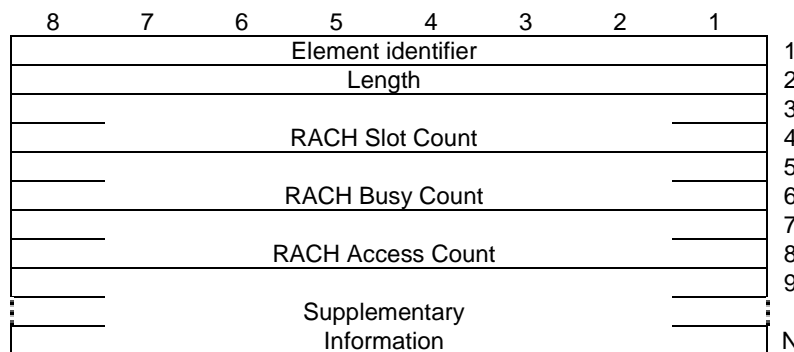 8 7 6 5 4 3 2 1
Element identifier 1
Length 2
3
RACH Slot Count 4
5
RACH Busy Count 6
7
RACH Access Count 8
9
Supplementary
Information N